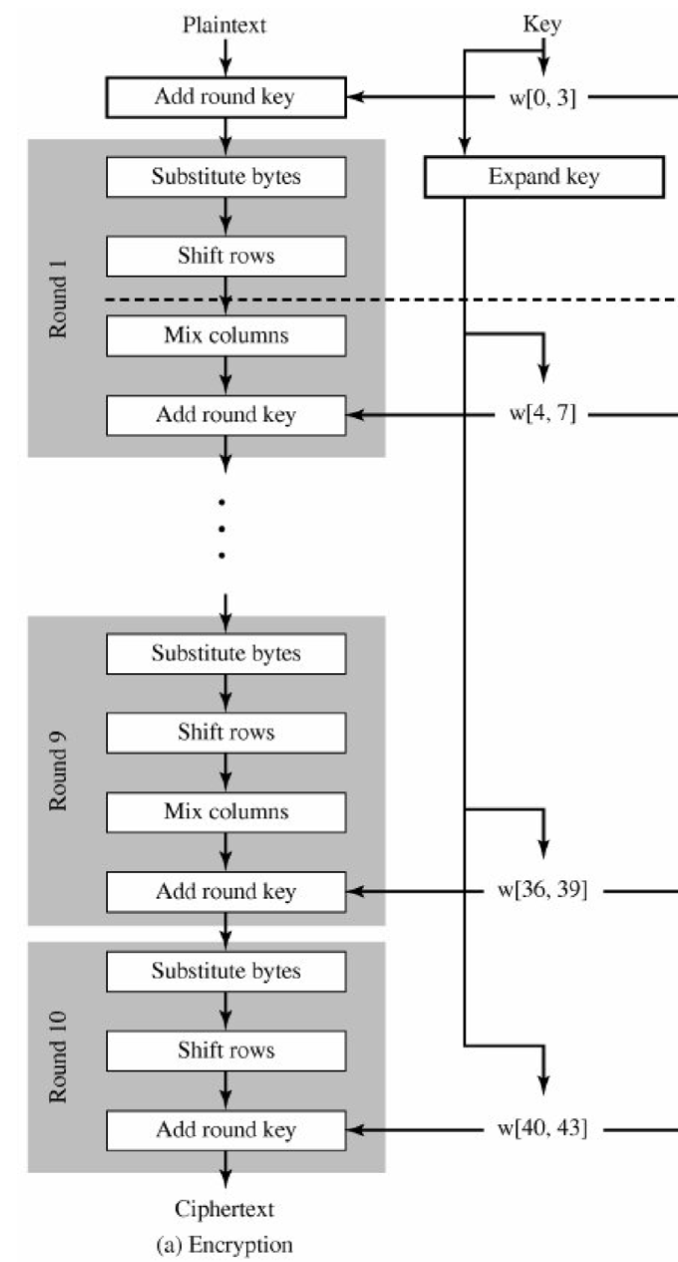 Plaintext
Key
Add round key
w[0, 3]
Substitute bytes
Expand key
Shift rows
Round 1
Mix columns
Add round key
w[4, 7]
Substitute bytes
Shift rows
Round 9
Mix columns
Add round key
w[36, 39]
Substitute bytes
Shift rows
Round 10
Add round key
w[40, 43]
Ciphertext
(a) Encryption